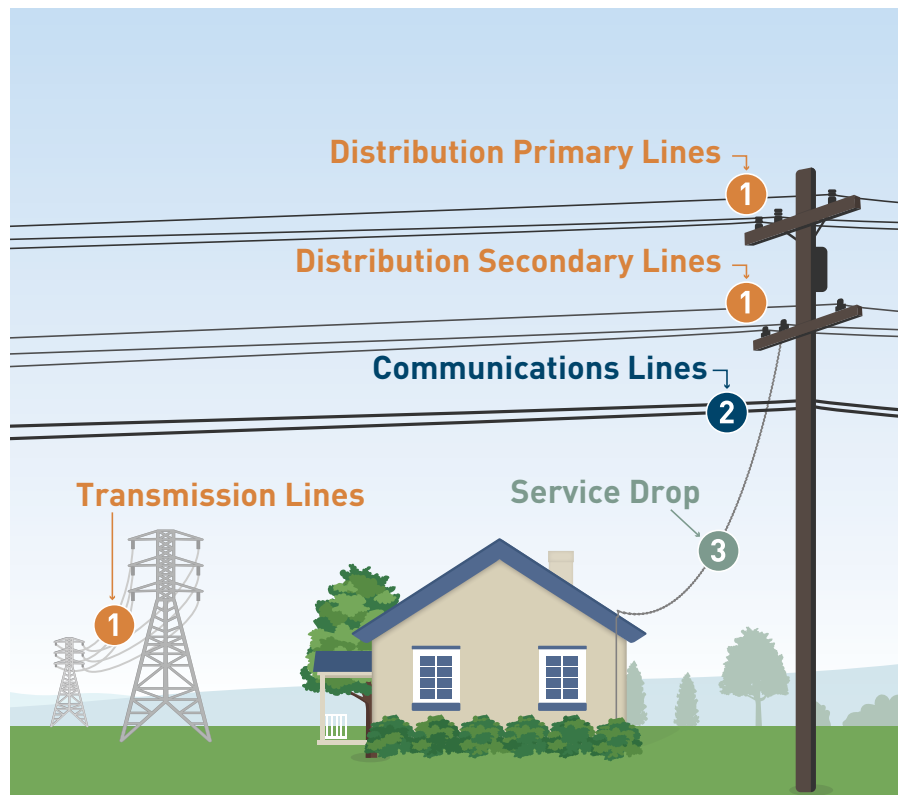 Distribution Primary Lines
1
Distribution Secondary Lines
1
Communications Lines
2
Transmission Lines
1
Service Drop
3